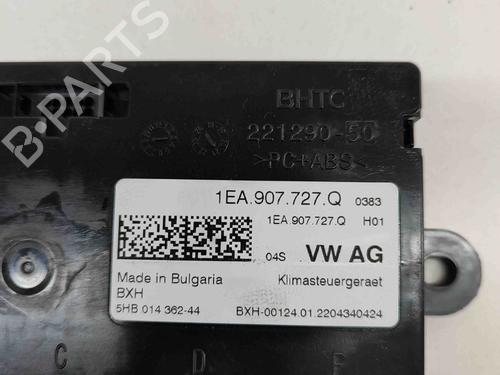 BHTC
221290-50
>PC+ABS<
1EA.907.727.Q 0383
1EA.907.727.Q H01
04S VW AG
Made in Bulgaria Klimasteuergeraet
BXH
5HB 014 362-44 BXH-00124 01.2204340424
C D E
B-PARTS